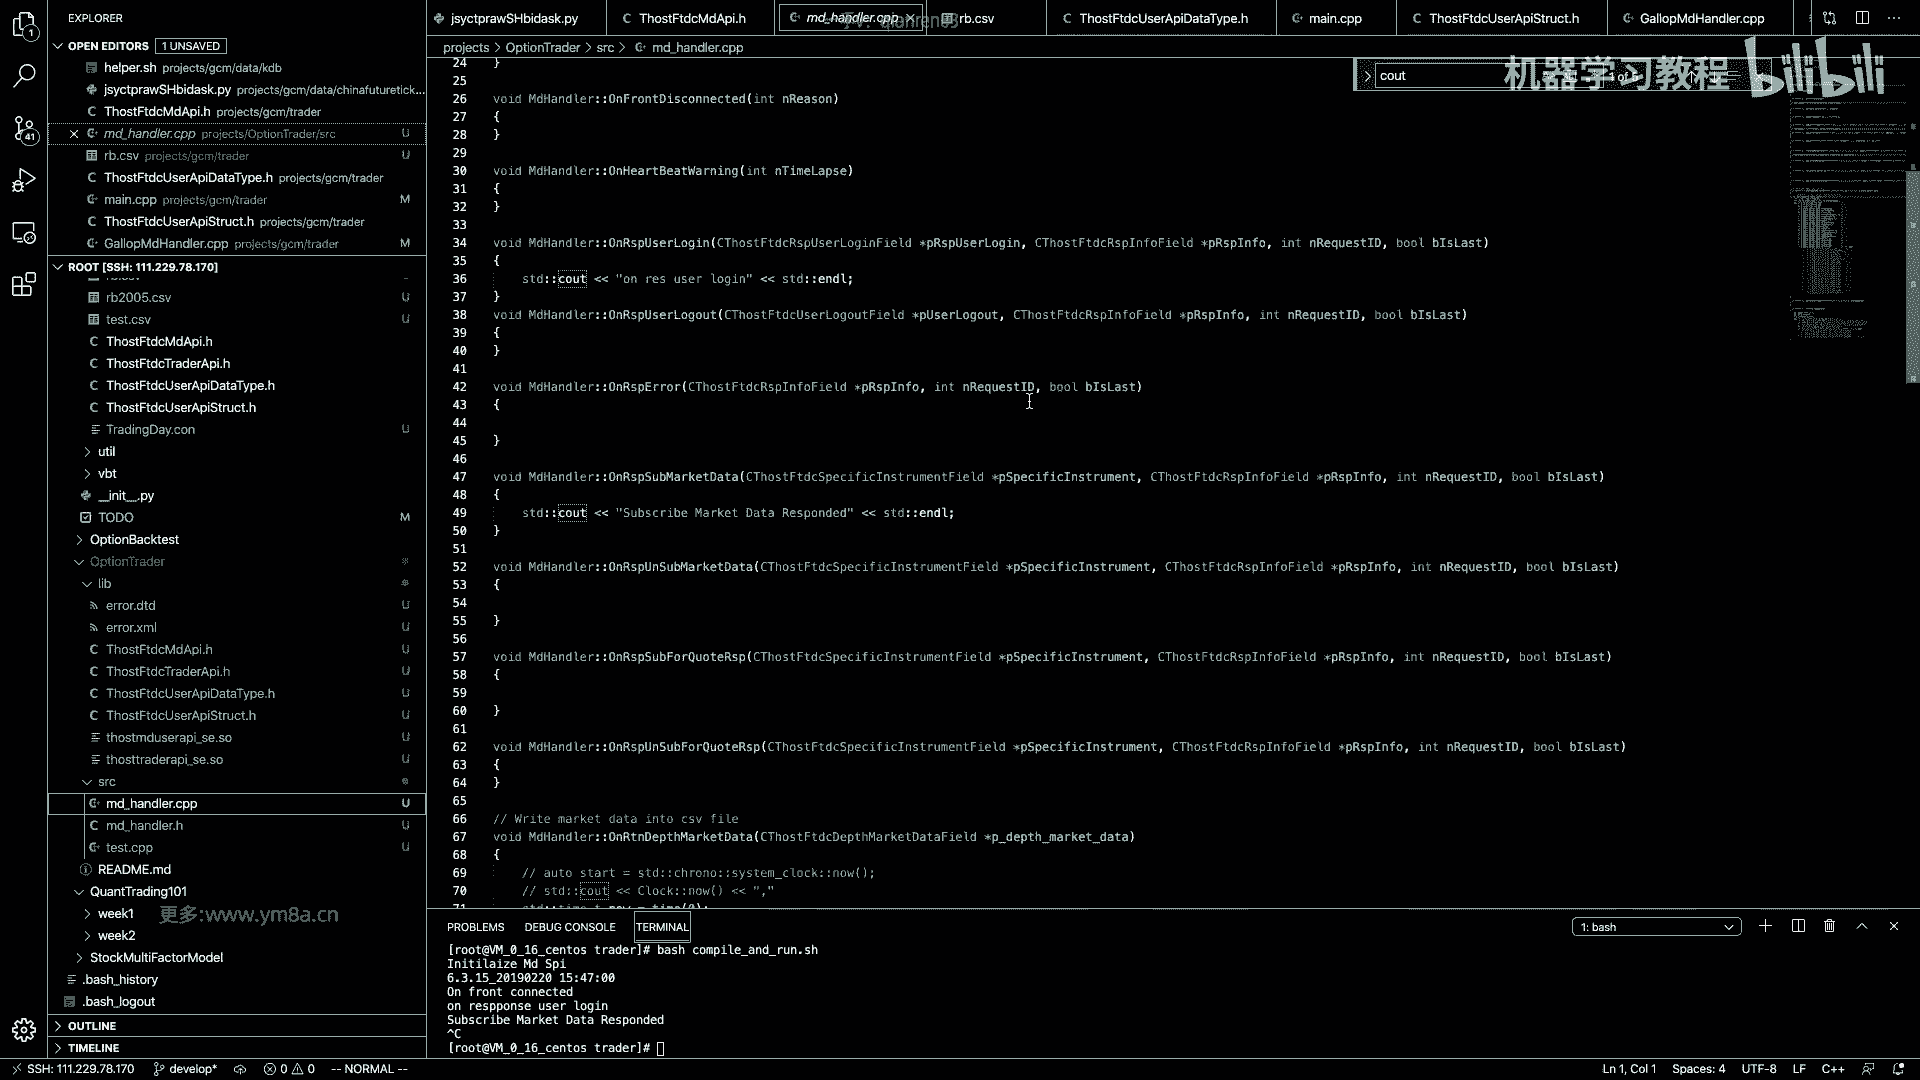 EXPLORER
jsyctprawSHbidask.py
ThostFtdcMdApi.h
md_handler.cpp
rb.csv
ThostFtdcUserApiDataType.h
main.cpp
ThostFtdcUserApiStruct.h
GallopMdHandler.cpp
OPEN EDITORS
1 UNSAVED
helper.sh projects/gcm/data/kdb
jsyctprawSHbidask.py projects/gcm/data/chinafuturetick...
ThostFtdcMdApi.h projects/gcm/trader
md_handler.cpp projects/OptionTrader/src U
rb.csv projects/gcm/trader U
ThostFtdcUserApiDataType.h projects/gcm/trader
main.cpp projects/gcm/trader M
ThostFtdcUserApiStruct.h projects/gcm/trader
GallopMdHandler.cpp projects/gcm/trader M
ROOT [SSH: 111.229.78.170]
rb2005.csv U
test.csv U
ThostFtdcMdApi.h
ThostFtdcTraderApi.h
ThostFtdcUserApiDataType.h
ThostFtdcUserApiStruct.h
TradingDay.con U
util
vbt
__init__.py
TODO M
OptionBacktest
OptionTrader
lib
error.dtd U
error.xml U
ThostFtdcMdApi.h U
ThostFtdcTraderApi.h U
ThostFtdcUserApiDataType.h U
ThostFtdcUserApiStruct.h U
thostmduserapi_se.so U
thosttraderapi_se.so U
src
md_handler.cpp U
md_handler.h U
test.cpp U
README.md
QuantTrading101
week1
更多:www.ym8a.cn
week2
StockMultiFactorModel
.bash_history
.bash_logout
OUTLINE
TIMELINE
projects > OptionTrader > src > md_handler.cpp
cout
机器学习教程 bilibili
24 }
25
26 void MdHandler::OnFrontDisconnected(int nReason)
27 {
28 }
29
30 void MdHandler::OnHeartBeatWarning(int nTimeLapse)
31 {
32 }
33
34 void MdHandler::OnRspUserLogin(CThostFtdcRspUserLoginField *pRspUserLogin, CThostFtdcRspInfoField *pRspInfo, int nRequestID, bool bIsLast)
35 {
36 std::cout << "on res user login" << std::endl;
37 }
38 void MdHandler::OnRspUserLogout(CThostFtdcUserLogoutField *pUserLogout, CThostFtdcRspInfoField *pRspInfo, int nRequestID, bool bIsLast)
39 {
40 }
41
42 void MdHandler::OnRspError(CThostFtdcRspInfoField *pRspInfo, int nRequestID, bool bIsLast)
43 {
44
45 }
46
47 void MdHandler::OnRspSubMarketData(CThostFtdcSpecificInstrumentField *pSpecificInstrument, CThostFtdcRspInfoField *pRspInfo, int nRequestID, bool bIsLast)
48 {
49 std::cout << "Subscribe Market Data Responded" << std::endl;
50 }
51
52 void MdHandler::OnRspUnSubMarketData(CThostFtdcSpecificInstrumentField *pSpecificInstrument, CThostFtdcRspInfoField *pRspInfo, int nRequestID, bool bIsLast)
53 {
54
55 }
56
57 void MdHandler::OnRspSubForQuoteRsp(CThostFtdcSpecificInstrumentField *pSpecificInstrument, CThostFtdcRspInfoField *pRspInfo, int nRequestID, bool bIsLast)
58 {
59
60 }
61
62 void MdHandler::OnRspUnSubForQuoteRsp(CThostFtdcSpecificInstrumentField *pSpecificInstrument, CThostFtdcRspInfoField *pRspInfo, int nRequestID, bool bIsLast)
63 {
64 }
65
66 // Write market data into csv file
67 void MdHandler::OnRtnDepthMarketData(CThostFtdcDepthMarketDataField *p_depth_market_data)
68 {
69 // auto start = std::chrono::system_clock::now();
70 // std::cout << Clock::now() << ","
PROBLEMS
DEBUG CONSOLE
TERMINAL
1: bash
[root@VM_0_16_centos trader]# bash compile_and_run.sh
Initilaize Md Spi
6.3.15_20190220 15:47:00
On front connected
on respponse user login
Subscribe Market Data Responded
^C
[root@VM_0_16_centos trader]#
SSH: 111.229.78.170
develop*
0
0
-- NORMAL --
Ln 1, Col 1
Spaces: 4
UTF-8
LF
C++